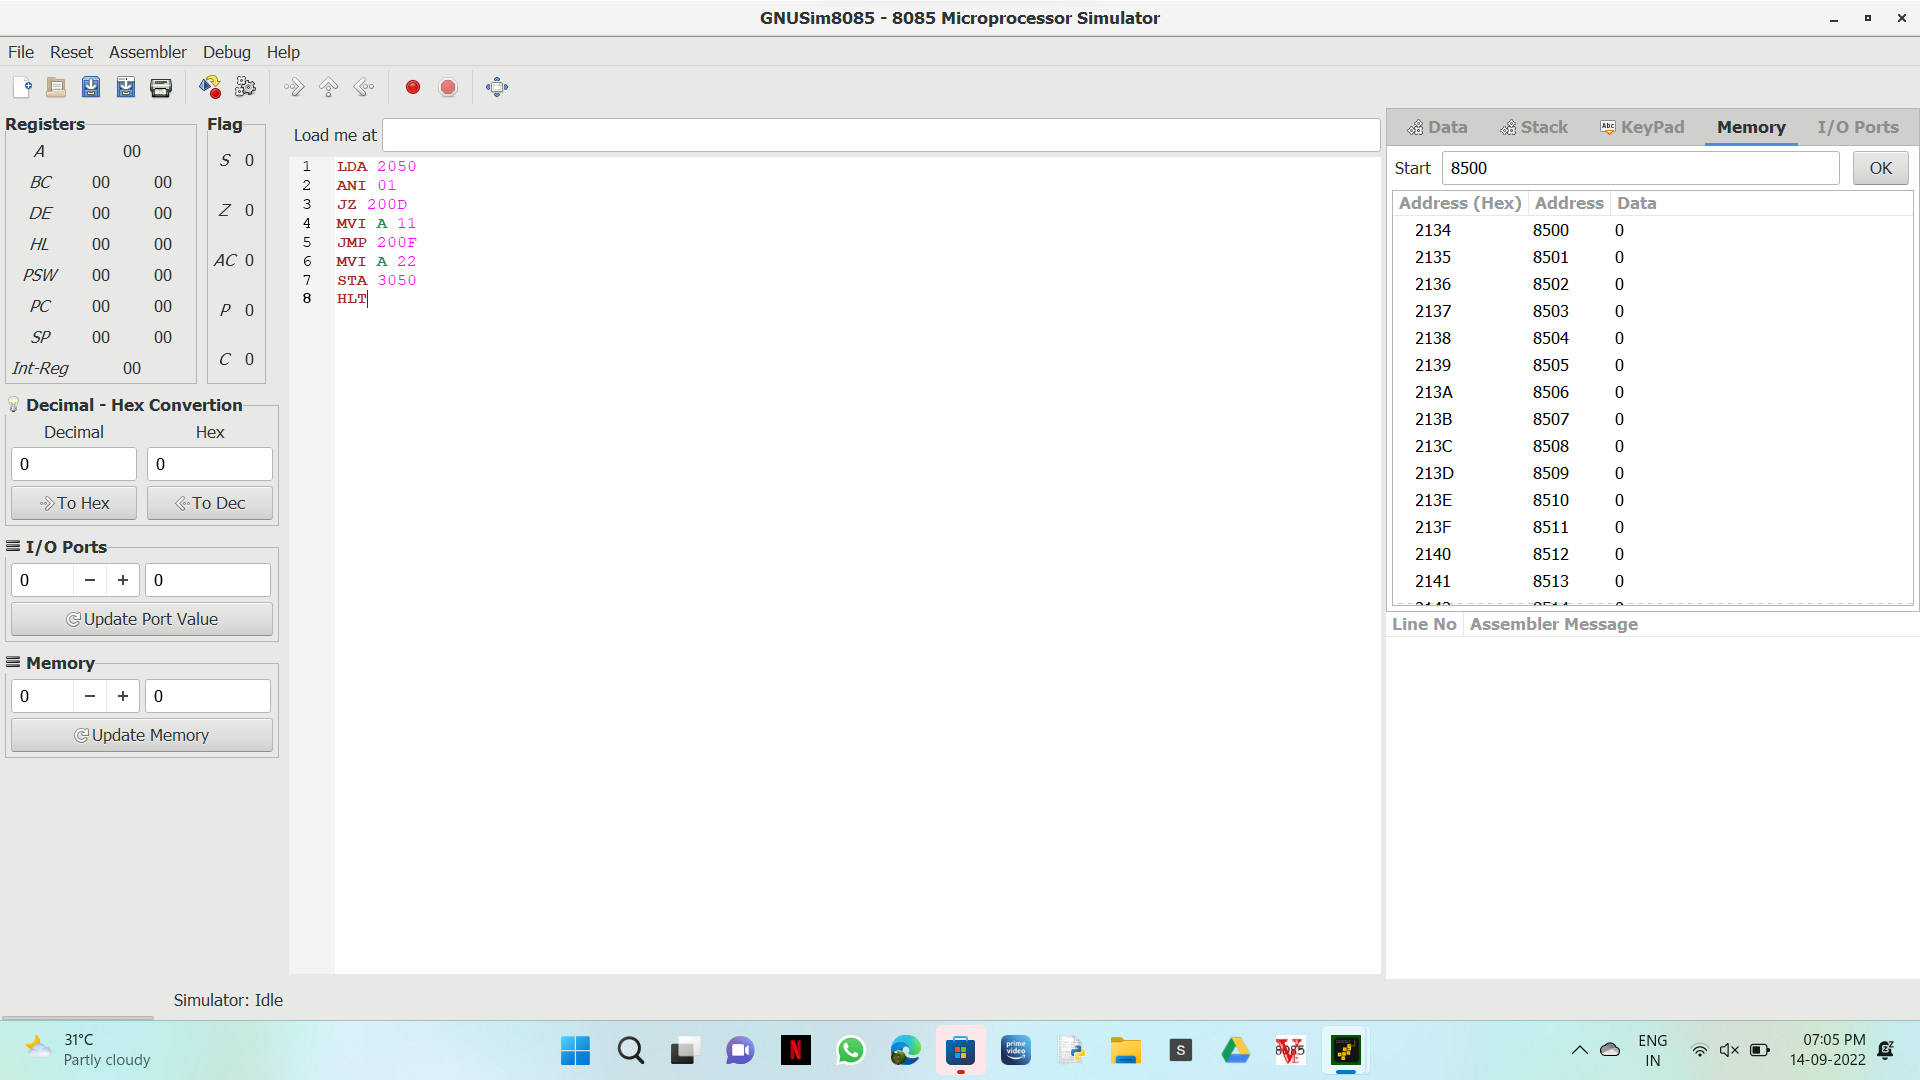 GNUSim8085 - 8085 Microprocessor Simulator
File Reset Assembler Debug Help
Registers
A 00
BC 00 00
DE 00 00
HL 00 00
PSW 00 00
PC 00 00
SP 00 00
Int-Reg 00
Flag
S 0
Z 0
AC 0
P 0
C 0
Decimal - Hex Convertion
Decimal Hex
0 0
To Hex To Dec
I/O Ports
0 − + 0
Update Port Value
Memory
0 − + 0
Update Memory
Load me at
1 LDA 2050
2 ANI 01
3 JZ 200D
4 MVI A 11
5 JMP 200F
6 MVI A 22
7 STA 3050
8 HLT
Data Stack Abc KeyPad Memory I/O Ports
Start 8500 OK
Address (Hex) Address Data
2134 8500 0
2135 8501 0
2136 8502 0
2137 8503 0
2138 8504 0
2139 8505 0
213A 8506 0
213B 8507 0
213C 8508 0
213D 8509 0
213E 8510 0
213F 8511 0
2140 8512 0
2141 8513 0
Line No Assembler Message
Simulator: Idle
31°C
Partly cloudy
N
prime video
S
8085
ENG
IN
07:05 PM
14-09-2022